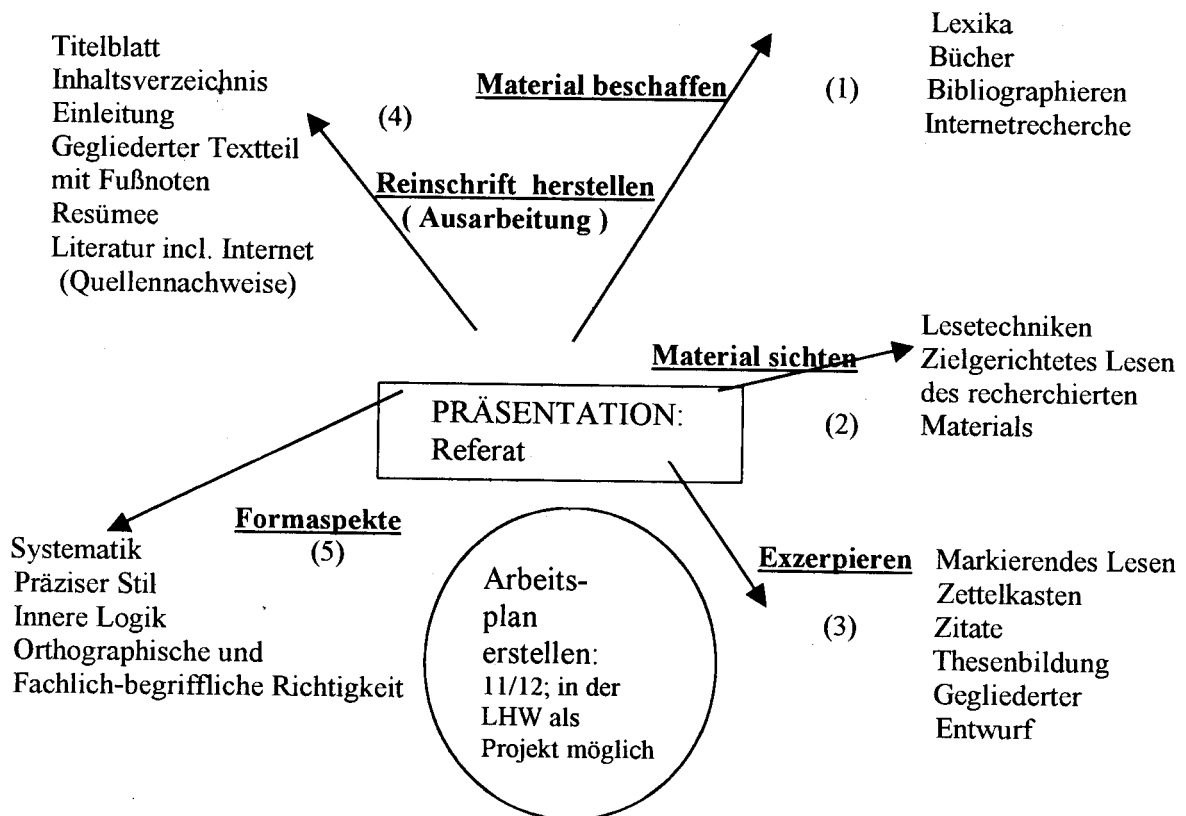 Titelblatt
Inhaltsverzeichnis
Einleitung
Gegliederter Textteil
mit Fußnoten
Resümee
Literatur incl. Internet
(Quellennachweise)
(4)
Reinschrift herstellen
( Ausarbeitung )
Material beschaffen
(1)
Lexika
Bücher
Bibliographieren
Internetrecherche
Material sichten
(2)
Lesetechniken
Zielgerichtetes Lesen
des recherchierten
Materials
PRÄSENTATION:
Referat
Exzerpieren
(3)
Markierendes Lesen
Zettelkasten
Zitate
Thesenbildung
Gegliederter
Entwurf
Formaspekte
(5)
Systematik
Präziser Stil
Innere Logik
Orthographische und
Fachlich-begriffliche Richtigkeit
Arbeits-
plan
erstellen:
11/12; in der
LHW als
Projekt möglich